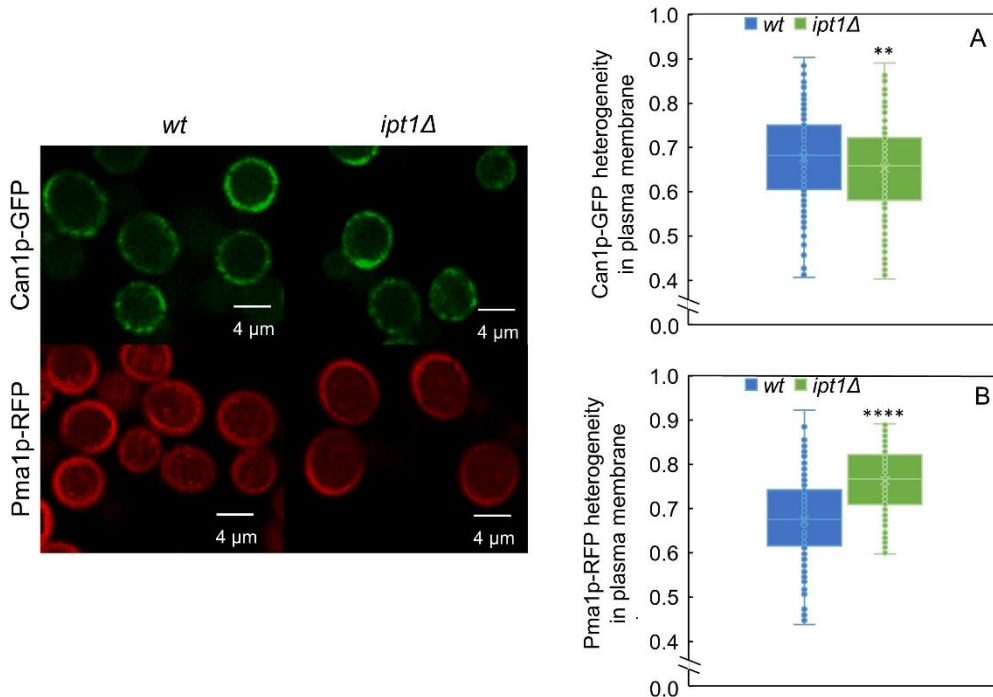 wt
ipt1Δ
Can1p-GFP
4 µm
4 µm
Pma1p-RFP
4 µm
4 µm
A
wt ipt1Δ
**
Can1p-GFP heterogeneity
in plasma membrane
1.0
0.9
0.8
0.7
0.6
0.5
0.4
0.0
B
wt ipt1Δ
****
Pma1p-RFP heterogeneity
in plasma membrane
1.0
0.9
0.8
0.7
0.6
0.5
0.4
0.0